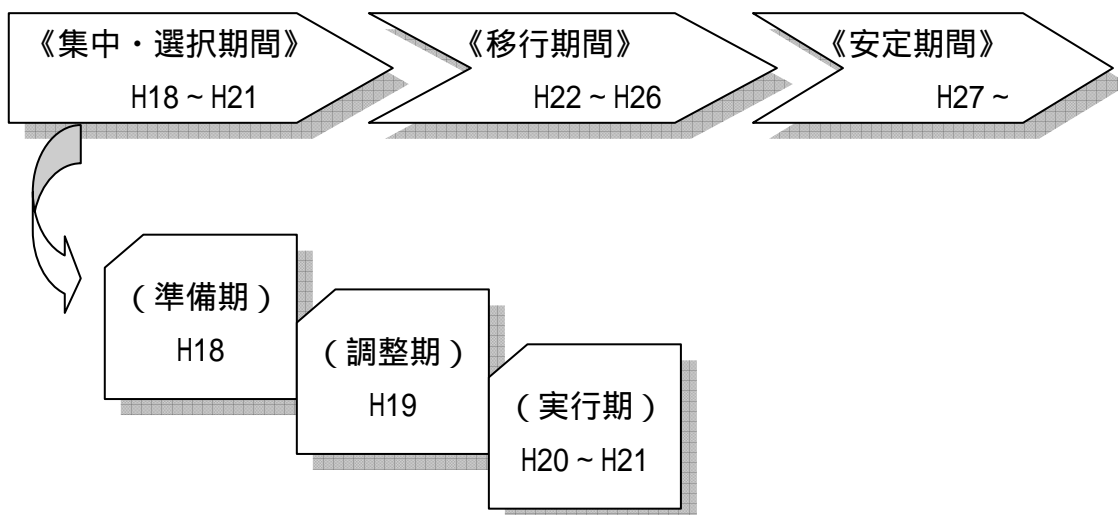 《集中・選択期間》
H18~H21
《移行期間》
H22~H26
《安定期間》
H27~
(準備期)
H18
(調整期)
H19
(実行期)
H20~H21